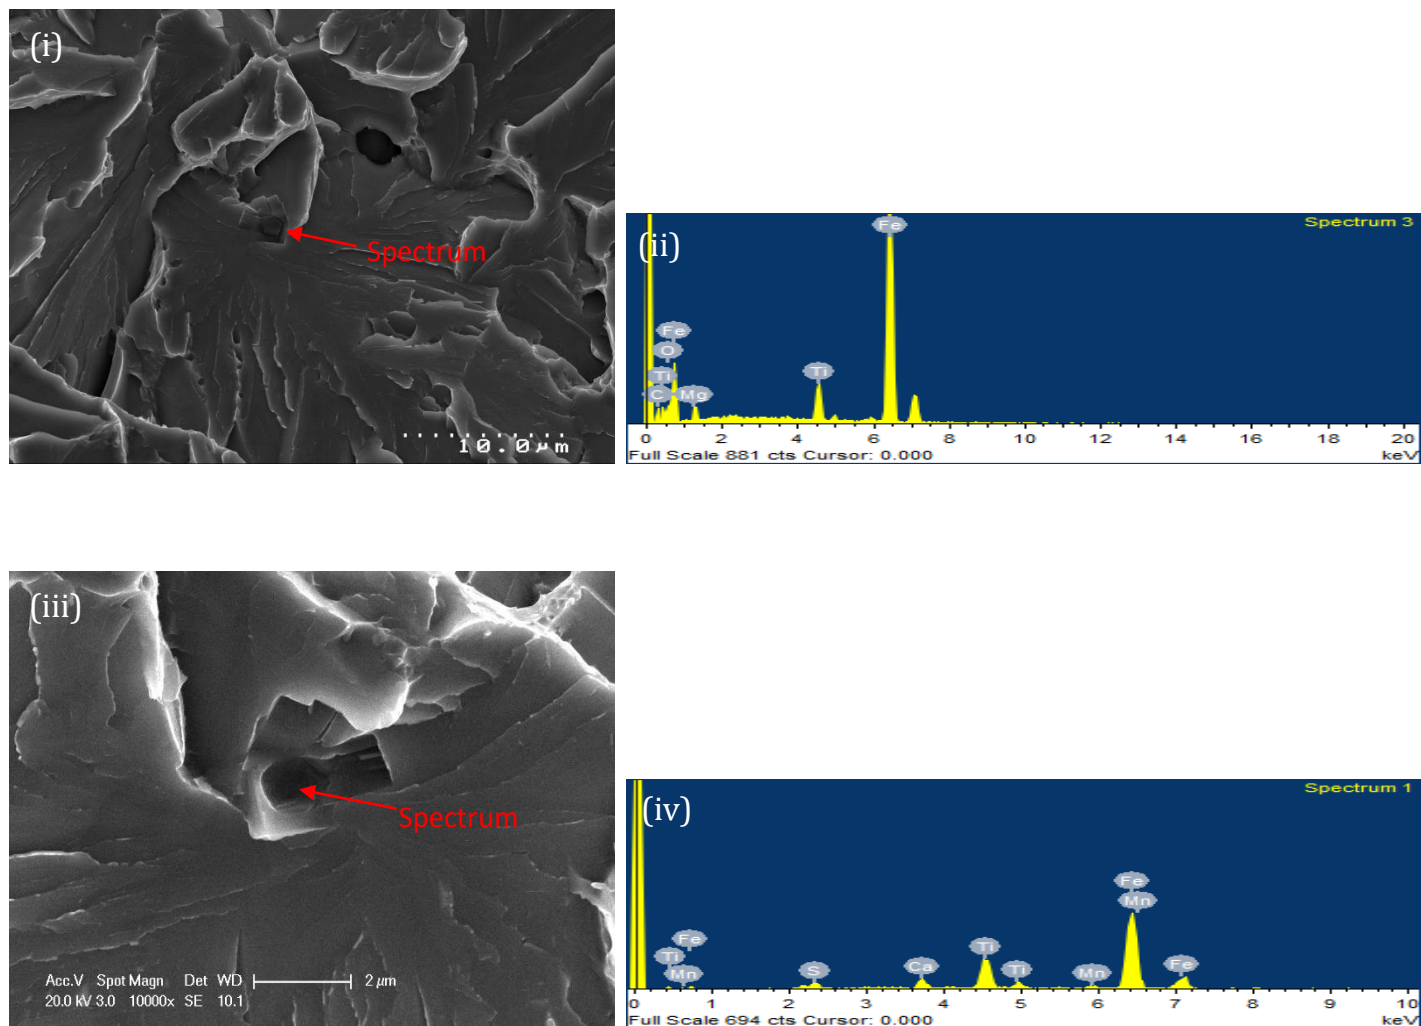 (i)
Spectrum
10.0µm
(ii)
Spectrum 3
Fe
Fe
O
Ti
C
Mg
Ti
0 2 4 6 8 10 12 14 16 18 20
Full Scale 881 cts Cursor: 0.000 keV
(iii)
Spectrum
Acc.V Spot Magn Det WD 2 µm
20.0 kV 3.0 10000x SE 10.1
(iv)
Spectrum 1
Fe
Mn
Fe
Ti
Mn
S
Ca
Ti
Ti
Mn
Fe
0 1 2 3 4 5 6 7 8 9 10
Full Scale 694 cts Cursor: 0.000 keV